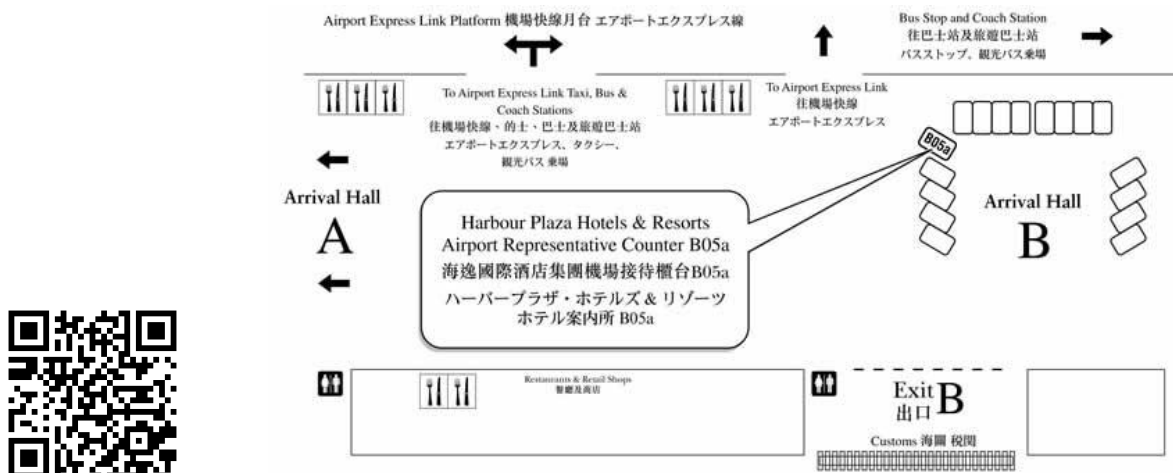 Airport Express Link Platform 機場快線月台 エアポートエクスプレス線
Bus Stop and Coach Station
往巴士站及旅遊巴士站
バスストップ、観光バス乗場
To Airport Express Link Taxi, Bus &
Coach Stations
往機場快線、的士、巴士及旅遊巴士站
エアポートエクスプレス、タクシー、
観光バス 乗場
To Airport Express Link
往機場快線
エアポートエクスプレス
B05a
Arrival Hall
A
Harbour Plaza Hotels & Resorts
Airport Representative Counter B05a
海逸國際酒店集團機場接待櫃台B05a
ハーバープラザ・ホテルズ & リゾーツ
ホテル案内所 B05a
Arrival Hall
B
Restaurants & Retail Shops
餐廳及商店
Exit B
出口
Customs 海關 税関